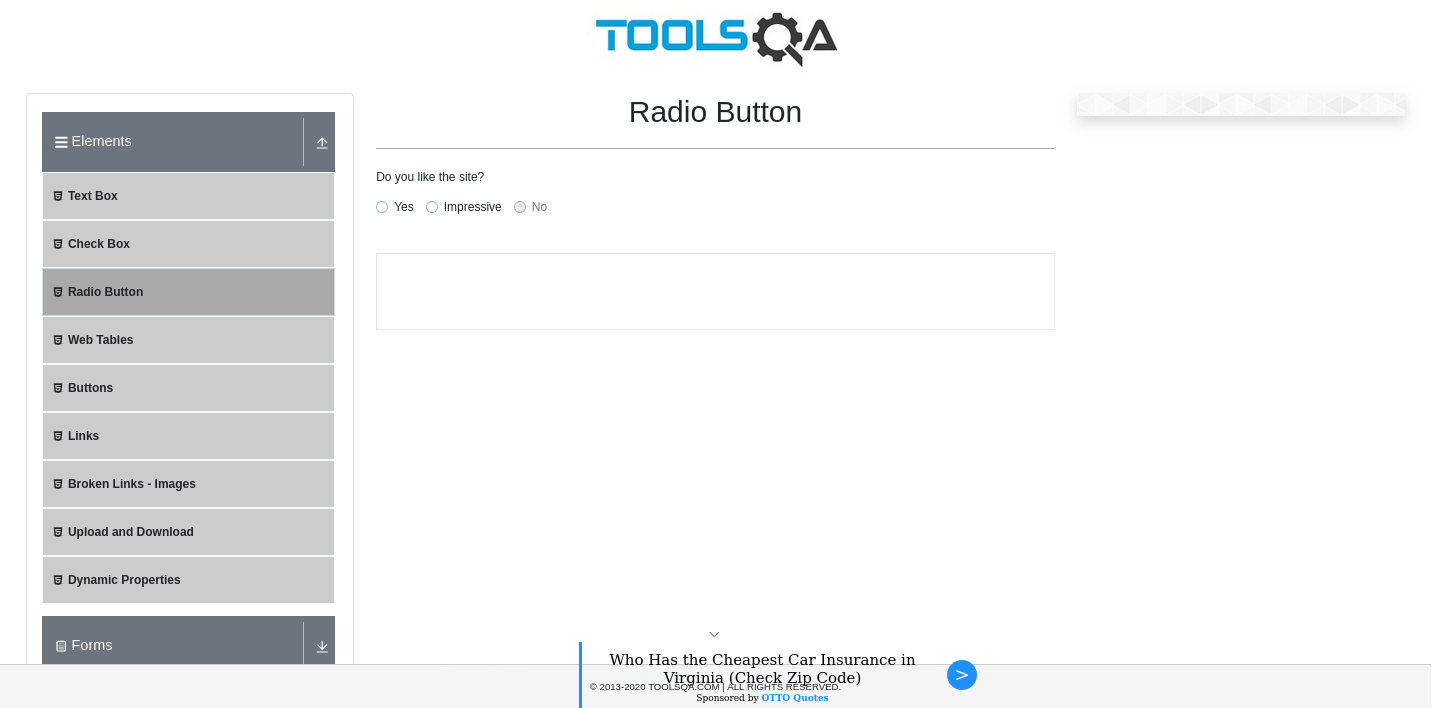 TOOLSQA
Elements
Text Box
Check Box
Radio Button
Web Tables
Buttons
Links
Broken Links - Images
Upload and Download
Dynamic Properties
Forms
Radio Button
Do you like the site?
Yes Impressive No
Who Has the Cheapest Car Insurance in
Virginia (Check Zip Code)
Sponsored by OTTO Quotes
>
© 2013-2020 TOOLSQA.COM | ALL RIGHTS RESERVED.